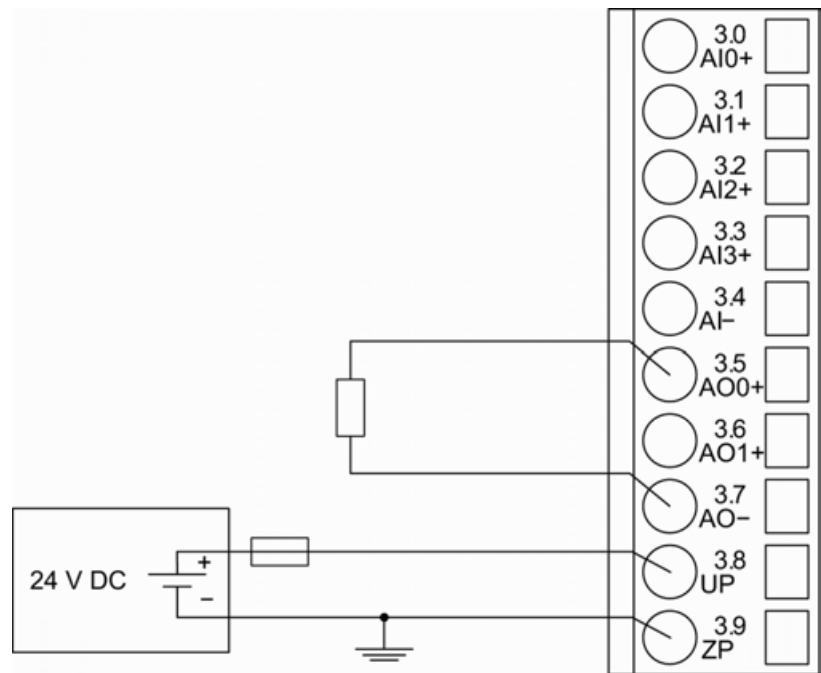 3.0
AI0+
3.1
AI1+
3.2
AI2+
3.3
AI3+
3.4
AI−
3.5
AO0+
3.6
AO1+
3.7
AO−
3.8
UP
3.9
ZP
24 V DC
+
−